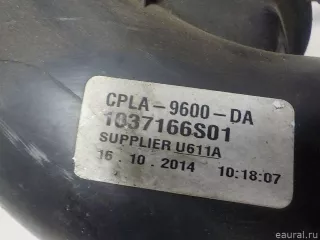 CPLA-9600-DA
1037166S01
SUPPLIER U611A
16 · 10 · 2014 10:18:07
eaural.ru